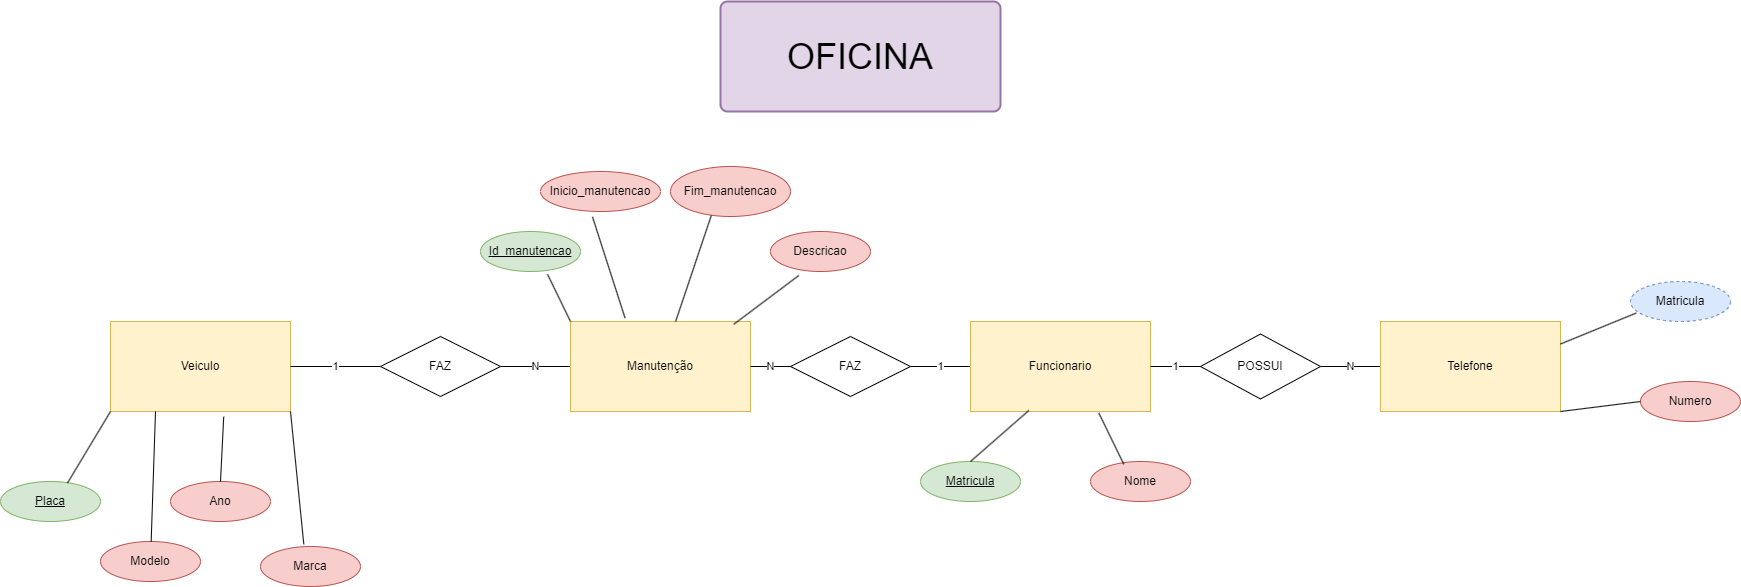 OFICINA
Inicio_manutencao
Fim_manutencao
Id_manutencao
Descricao
Matricula
Veiculo
1
FAZ
N
Manutenção
N
FAZ
1
Funcionario
1
POSSUI
N
Telefone
Numero
Placa
Ano
Matricula
Nome
Modelo
Marca